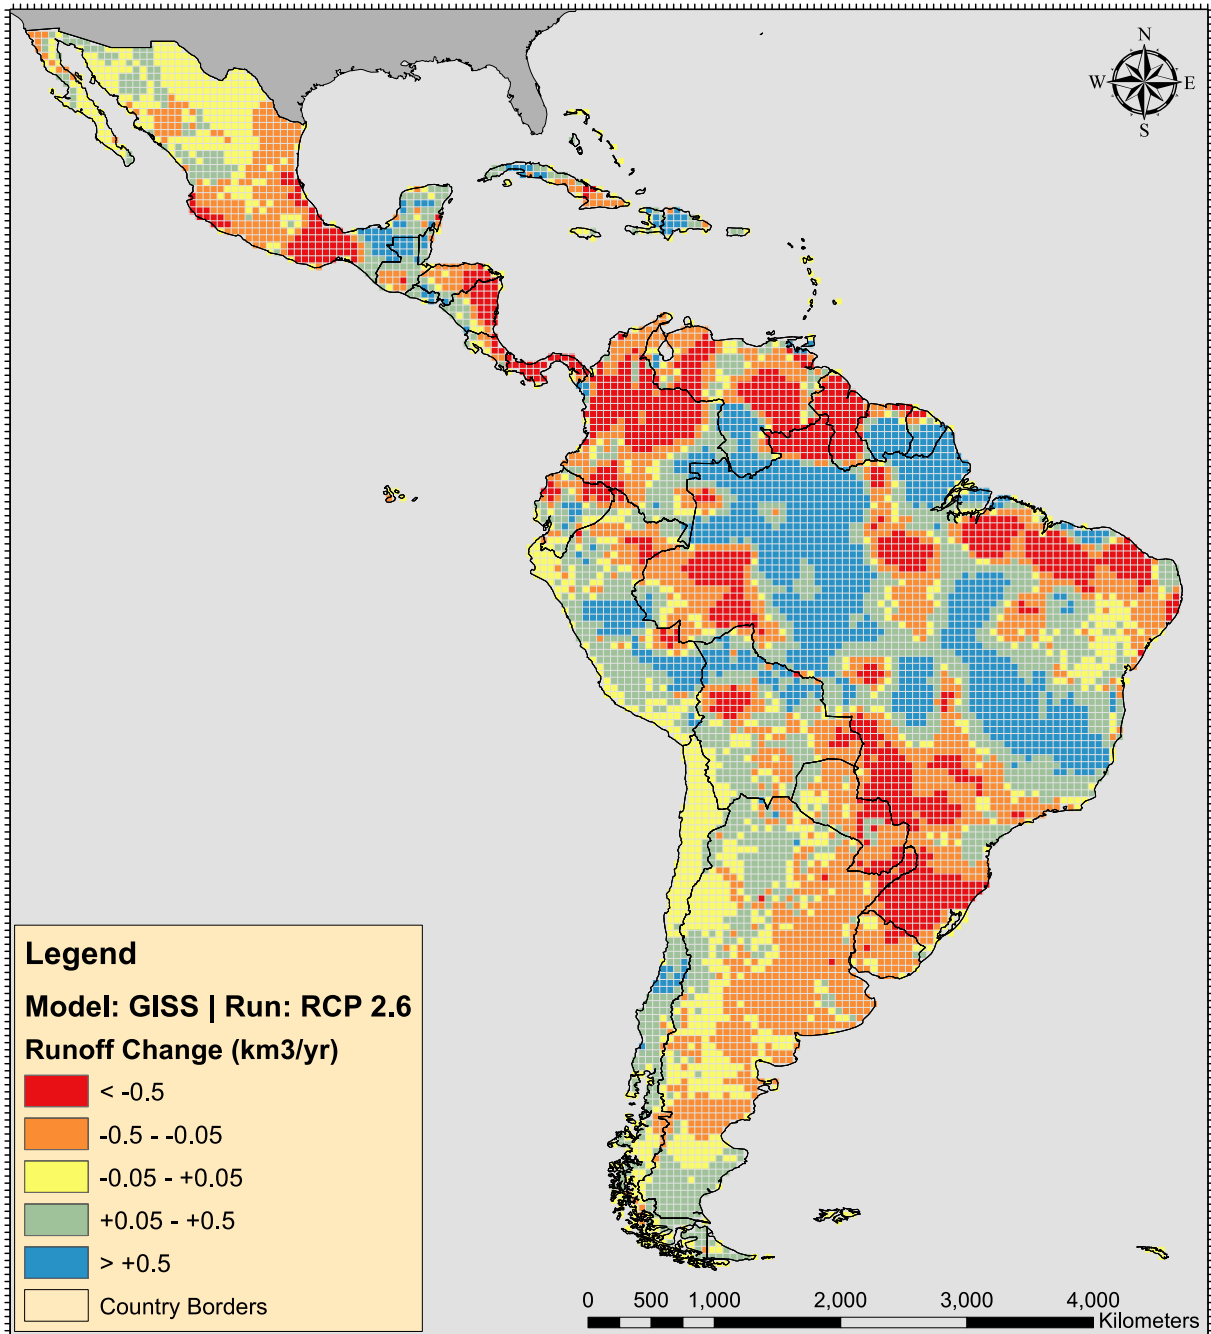 N
W
E
S
Legend
Model: GISS | Run: RCP 2.6
Runoff Change (km3/yr)
< -0.5
-0.5 - -0.05
-0.05 - +0.05
+0.05 - +0.5
> +0.5
Country Borders
0 500 1,000 2,000 3,000 4,000
Kilometers